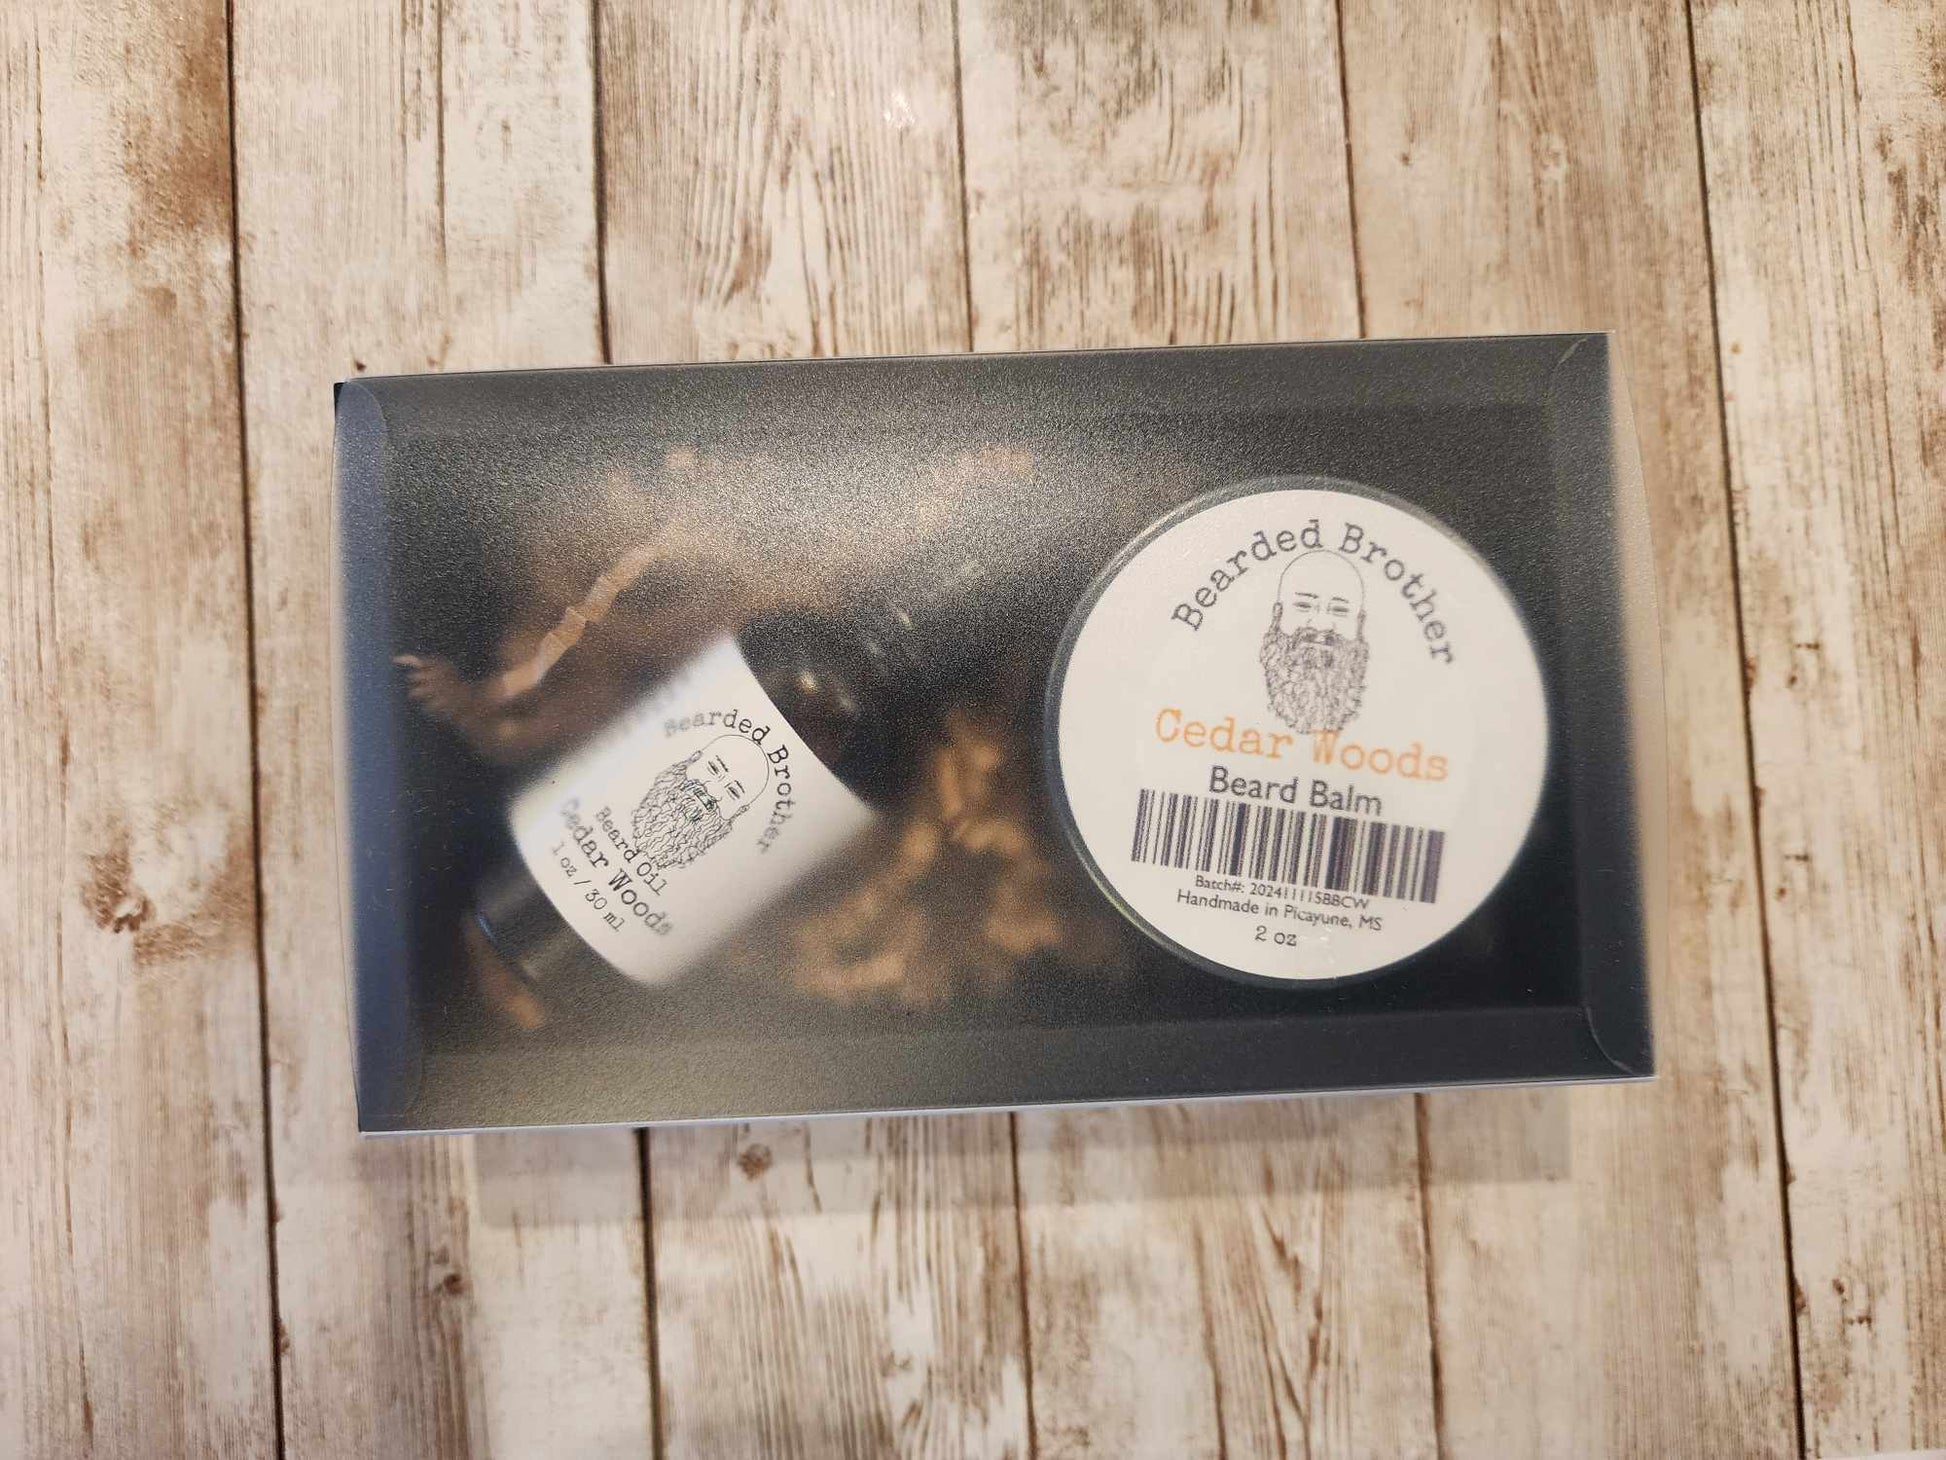 Bearded Brother
Beard Oil
Cedar Woods
1 oz / 30 ml
Bearded Brother
Cedar Woods
Beard Balm
Batch#: 20241115BBCW
Handmade in Picayune, MS
2 oz